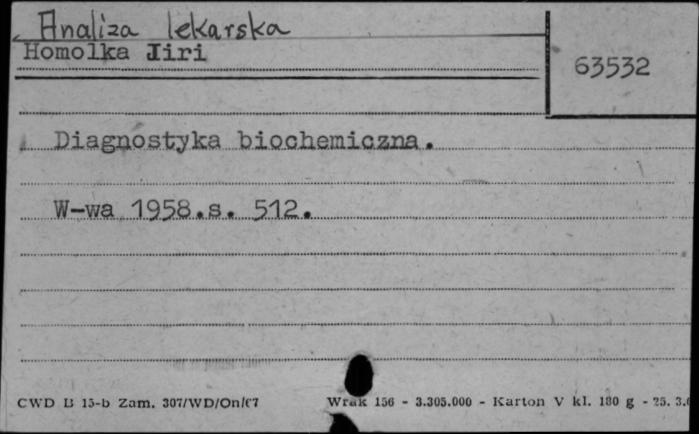 Analiza lekarska
Homolka Jiri
63532
Diagnostyka biochemiczna.
W-wa 1958.s. 512.
CWD B 15-b Zam. 307/WD/On/67 Wrak 156 - 3.305.000 - Karton V kl. 180 g - 25. 3.6